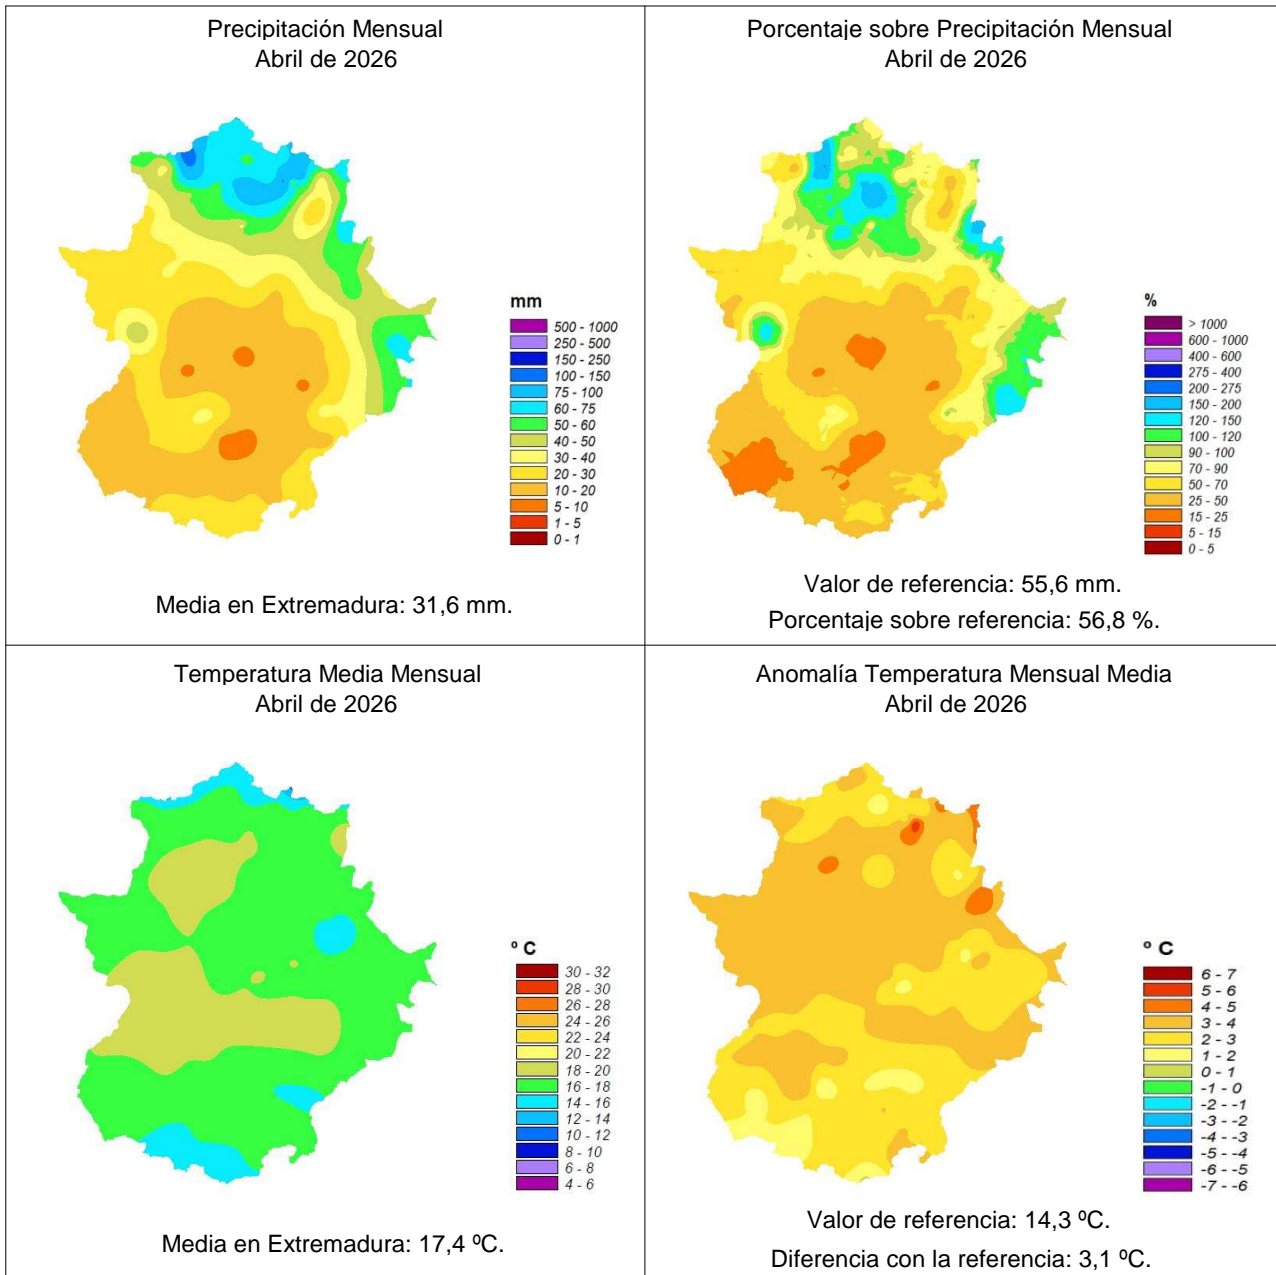 Precipitación Mensual
Abril de 2026
mm
500 - 1000
250 - 500
150 - 250
100 - 150
75 - 100
60 - 75
50 - 60
40 - 50
30 - 40
20 - 30
10 - 20
5 - 10
1 - 5
0 - 1
Media en Extremadura: 31,6 mm.
Porcentaje sobre Precipitación Mensual
Abril de 2026
%
> 1000
600 - 1000
400 - 600
275 - 400
200 - 275
150 - 200
120 - 150
100 - 120
90 - 100
70 - 90
50 - 70
25 - 50
15 - 25
5 - 15
0 - 5
Valor de referencia: 55,6 mm.
Porcentaje sobre referencia: 56,8 %.
Temperatura Media Mensual
Abril de 2026
º C
30 - 32
28 - 30
26 - 28
24 - 26
22 - 24
20 - 22
18 - 20
16 - 18
14 - 16
12 - 14
10 - 12
8 - 10
6 - 8
4 - 6
Media en Extremadura: 17,4 ºC.
Anomalía Temperatura Mensual Media
Abril de 2026
º C
6 - 7
5 - 6
4 - 5
3 - 4
2 - 3
1 - 2
0 - 1
-1 - 0
-2 - -1
-3 - -2
-4 - -3
-5 - -4
-6 - -5
-7 - -6
Valor de referencia: 14,3 ºC.
Diferencia con la referencia: 3,1 ºC.